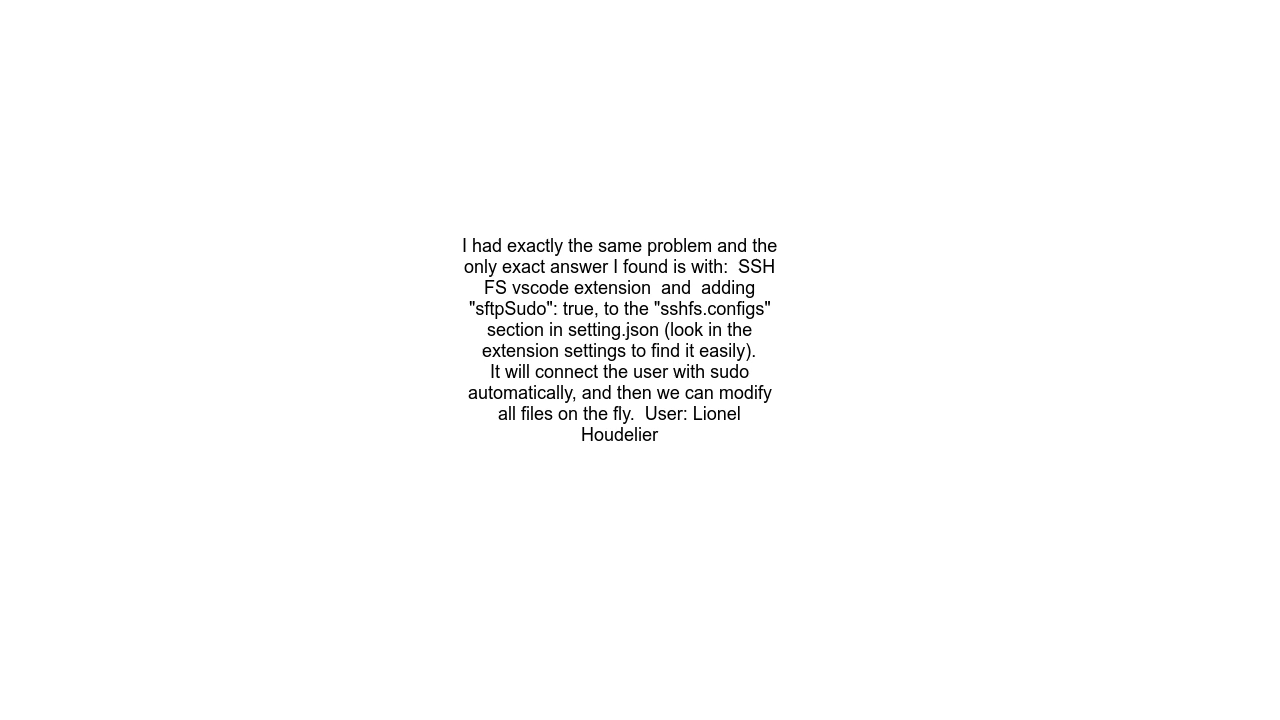 I had exactly the same problem and the
only exact answer I found is with:  SSH
FS vscode extension  and  adding
"sftpSudo": true, to the "sshfs.configs"
section in setting.json (look in the
extension settings to find it easily).
It will connect the user with sudo
automatically, and then we can modify
all files on the fly.  User: Lionel
Houdelier